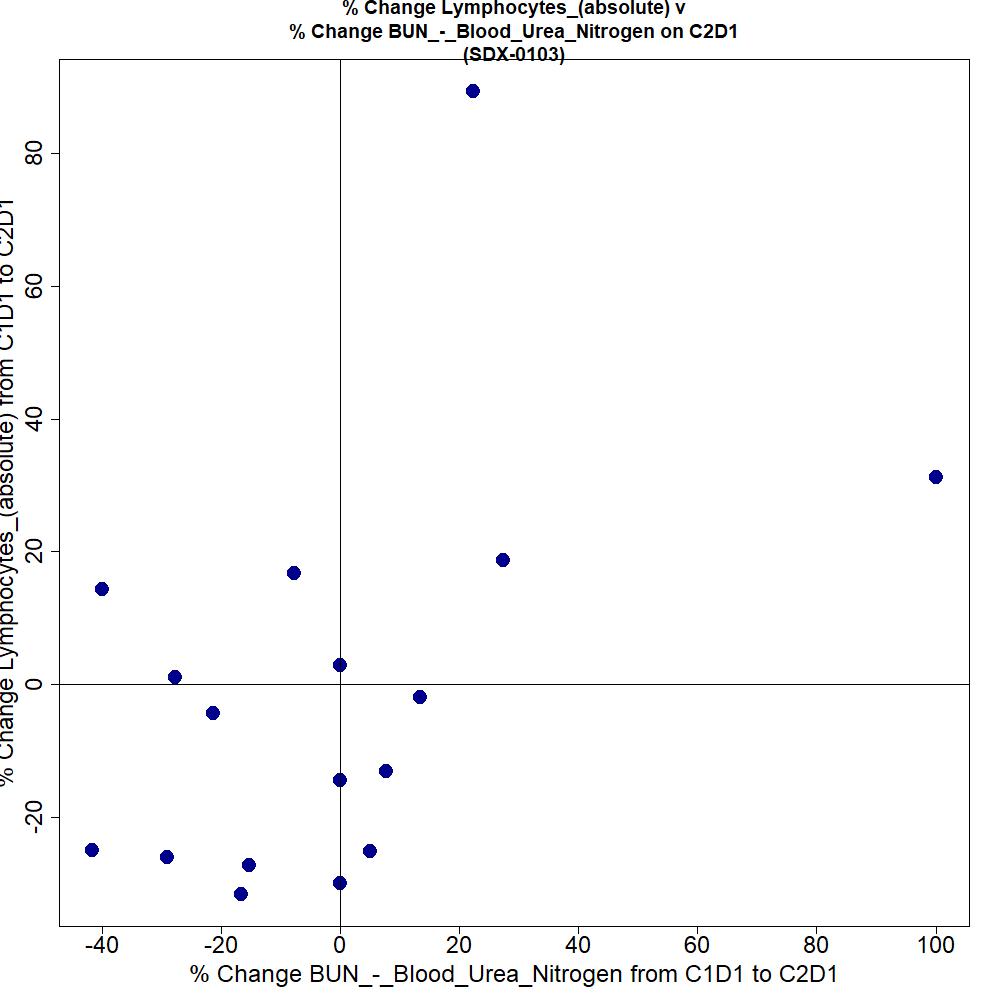 % Change Lymphocytes_(absolute) v
% Change BUN_-_Blood_Urea_Nitrogen on C2D1
(SDX-0103)
% Change Lymphocytes_(absolute) from C1D1 to C2D1
80
60
40
20
0
-20
-40 -20 0 20 40 60 80 100
% Change BUN_-_Blood_Urea_Nitrogen from C1D1 to C2D1